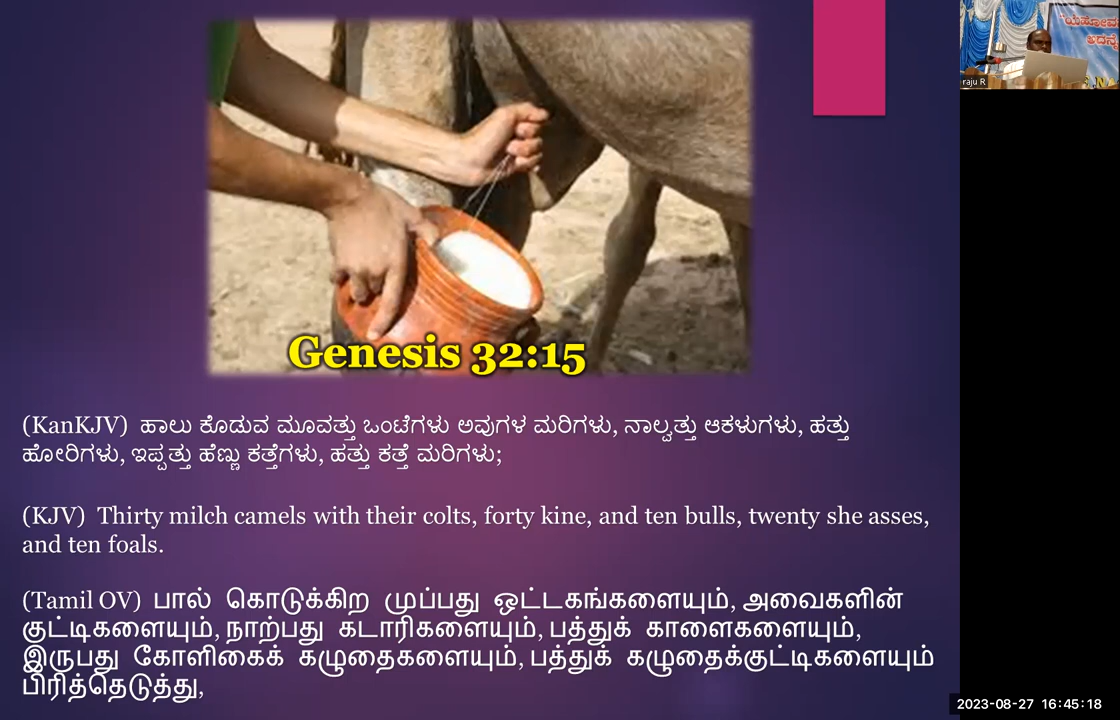 Genesis 32:15
(KanKJV) ಹಾಲು ಕೊಡುವ ಮೂವತ್ತು ಒಂಟೆಗಳು ಅವುಗಳ ಮರಿಗಳು, ನಾಲ್ವತ್ತು ಆಕಳುಗಳು, ಹತ್ತು
ಹೋರಿಗಳು, ಇಪ್ಪತ್ತು ಹೆಣ್ಣು ಕತ್ತೆಗಳು, ಹತ್ತು ಕತ್ತೆ ಮರಿಗಳು;
(KJV) Thirty milch camels with their colts, forty kine, and ten bulls, twenty she asses,
and ten foals.
(Tamil OV) பால் கொடுக்கிற முப்பது ஒட்டகங்களையும், அவைகளின்
குட்டிகளையும், நாற்பது கடாரிகளையும், பத்துக் காளைகளையும்,
இருபது கோளிகைக் கழுதைகளையும், பத்துக் கழுதைக்குட்டிகளையும்
பிரித்தெடுத்து,
raju R
2023-08-27 16:45:18